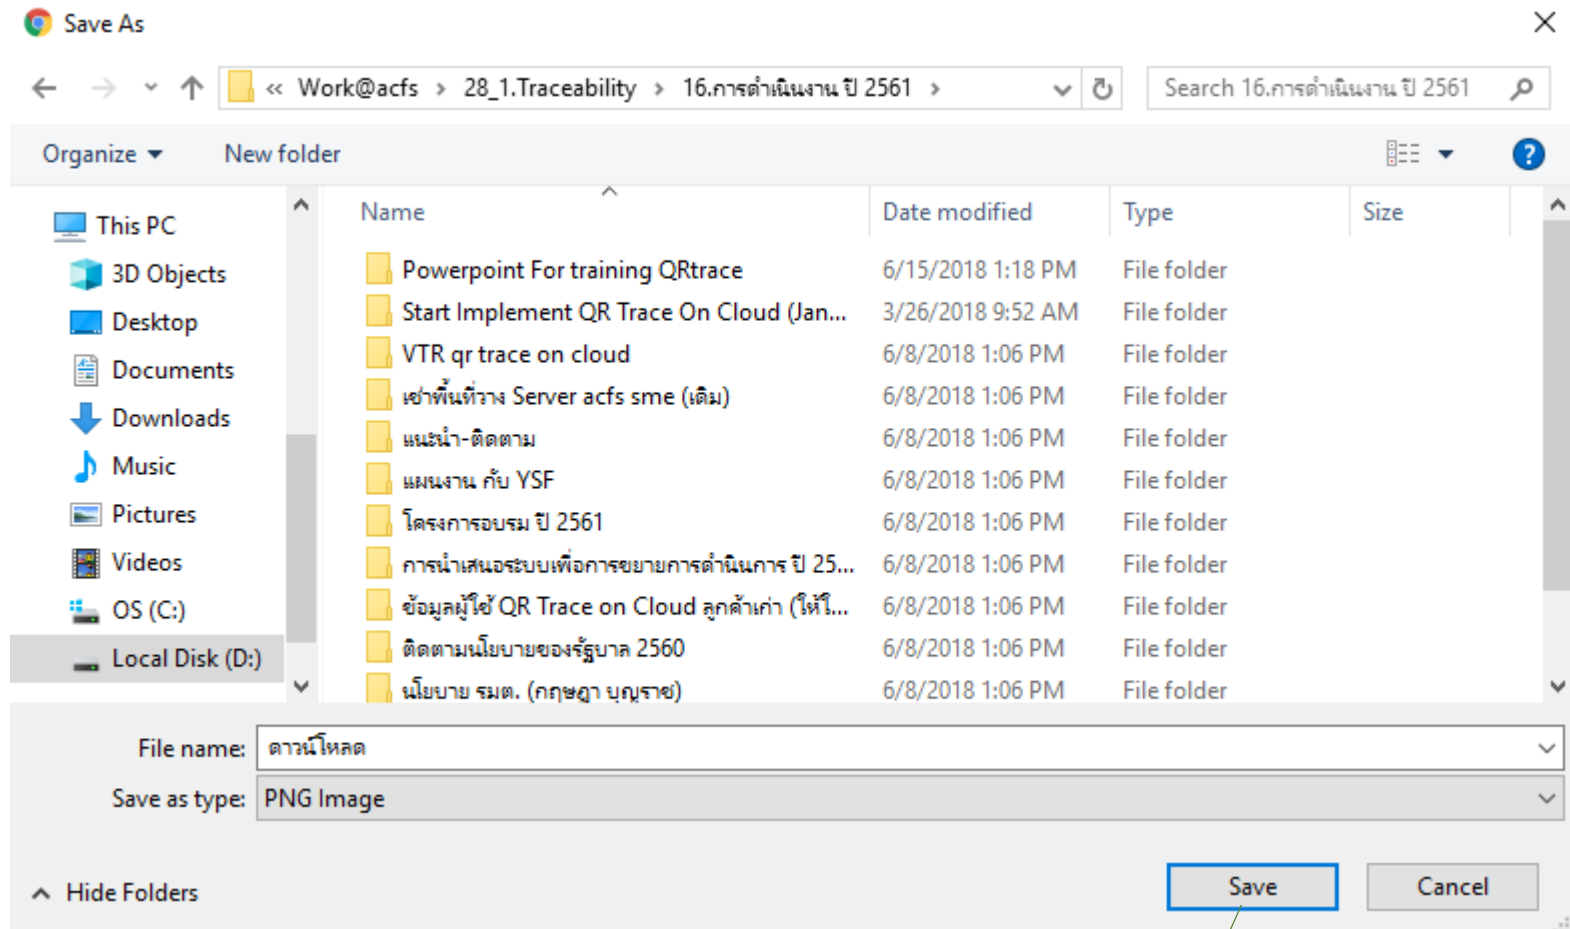 Save As
« Work@acfs > 28_1.Traceability > 16.การดำเนินงาน ปี 2561 >
Search 16.การดำเนินงาน ปี 2561
Organize
New folder
?
Name
Date modified
Type
Size
This PC
3D Objects
Desktop
Documents
Downloads
Music
Pictures
Videos
OS (C:)
Local Disk (D:)
Powerpoint For training QRtrace 6/15/2018 1:18 PM File folder
Start Implement QR Trace On Cloud (Jan... 3/26/2018 9:52 AM File folder
VTR qr trace on cloud 6/8/2018 1:06 PM File folder
เช่าพื้นที่วาง Server acfs sme (เดิม) 6/8/2018 1:06 PM File folder
แนะนำ-ติดตาม 6/8/2018 1:06 PM File folder
แผนงาน กับ YSF 6/8/2018 1:06 PM File folder
โครงการอบรม ปี 2561 6/8/2018 1:06 PM File folder
การนำเสนอระบบเพื่อการขยายการดำเนินการ ปี 25... 6/8/2018 1:06 PM File folder
ข้อมูลผู้ใช้ QR Trace on Cloud ลูกค้าเก่า (ให้ใ... 6/8/2018 1:06 PM File folder
ติดตามนโยบายของรัฐบาล 2560 6/8/2018 1:06 PM File folder
นโยบาย รมต. (กฤษฎา บุญราช) 6/8/2018 1:06 PM File folder
File name: ดาวน์โหลด
Save as type: PNG Image
Hide Folders
Save
Cancel